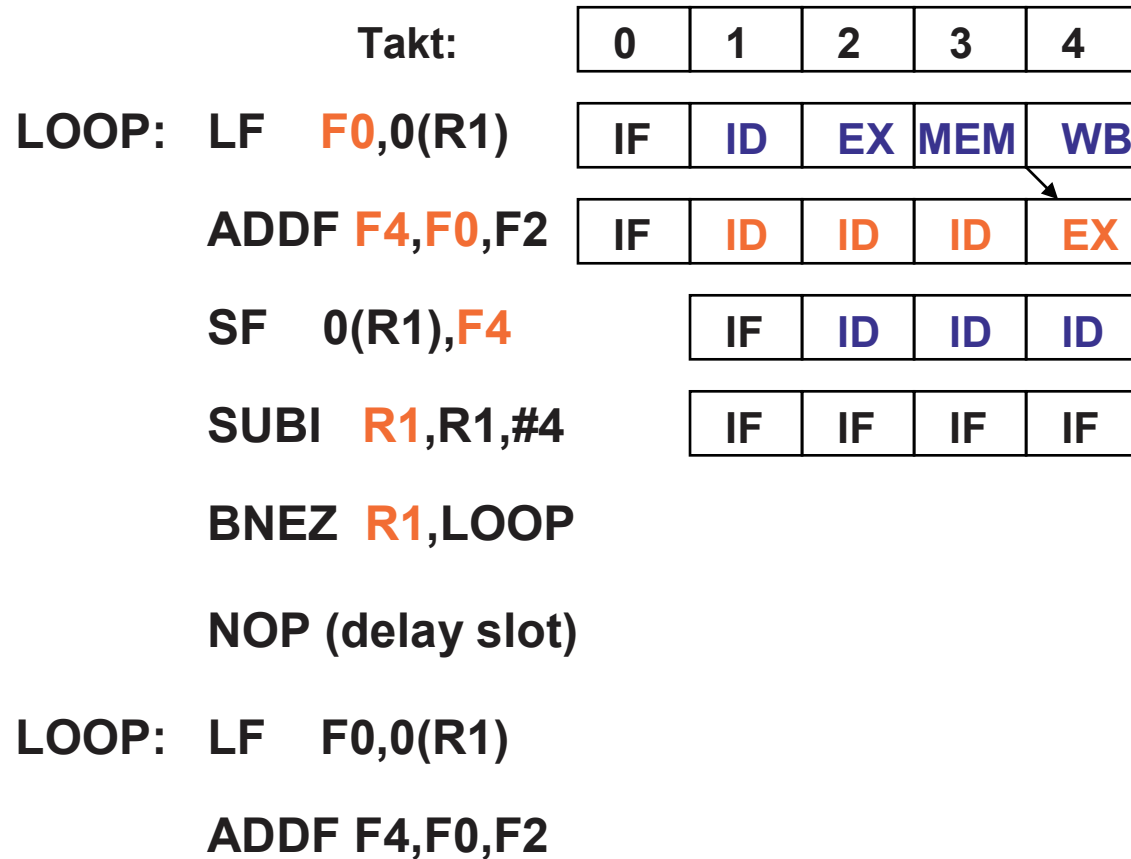 Takt: 0 1 2 3 4
LOOP: LF F0,0(R1) IF ID EX MEM WB
ADDF F4,F0,F2 IF ID ID ID EX
SF 0(R1),F4 IF ID ID ID
SUBI R1,R1,#4 IF IF IF IF
BNEZ R1,LOOP
NOP (delay slot)
LOOP: LF F0,0(R1)
ADDF F4,F0,F2